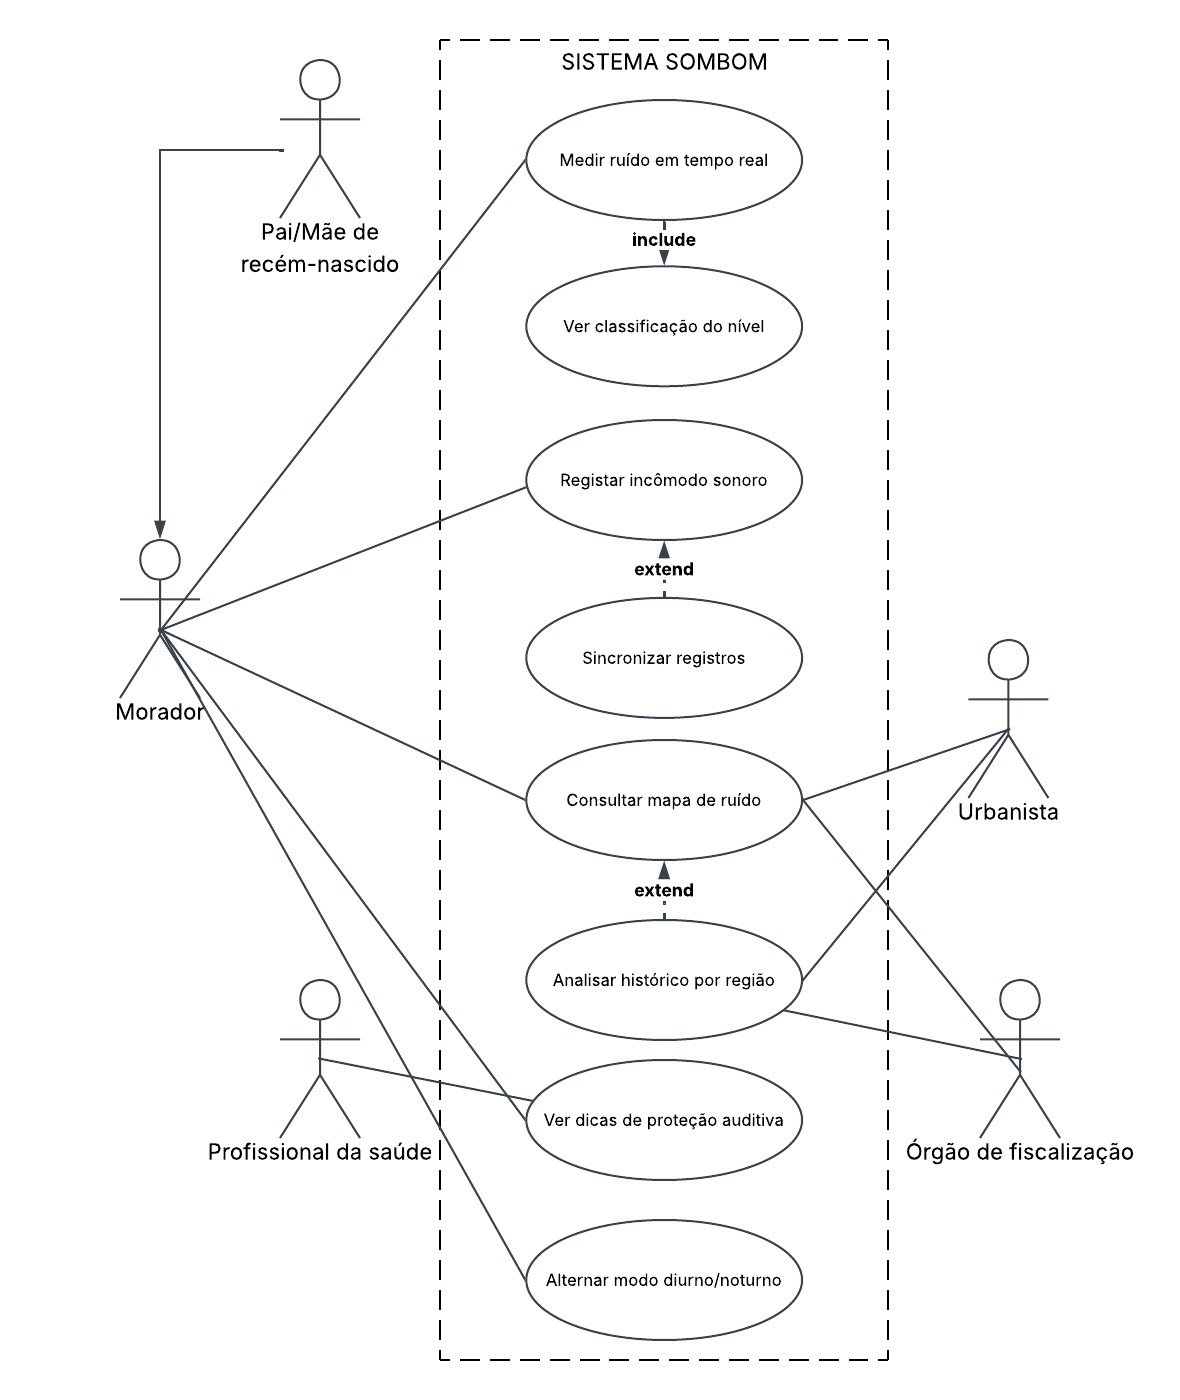 SISTEMA SOMBOM
Medir ruído em tempo real
Pai/Mãe de
recém-nascido
include
Ver classificação do nível
Registar incômodo sonoro
extend
Sincronizar registros
Morador
Consultar mapa de ruído
Urbanista
extend
Analisar histórico por região
Ver dicas de proteção auditiva
Profissional da saúde
Órgão de fiscalização
Alternar modo diurno/noturno